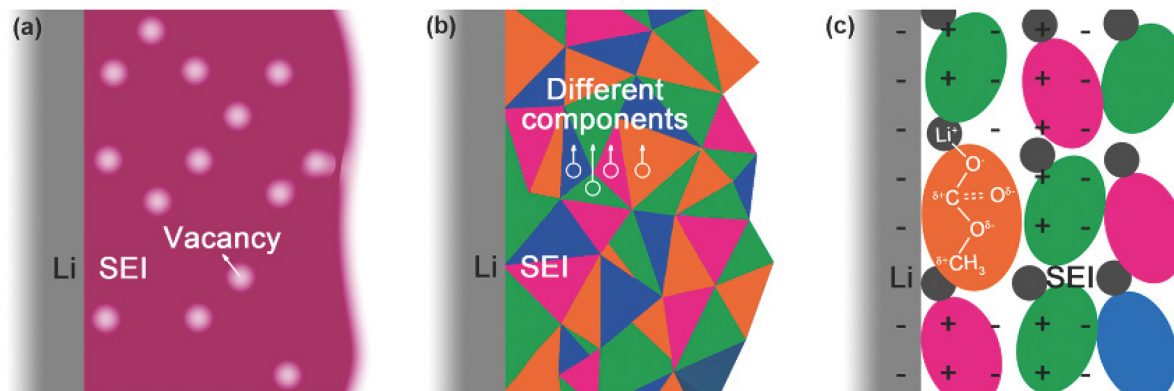 (a)
Vacancy
Li SEI
(b)
Different
components
Li SEI
(c)
- + - + -
- + - + -
Li⁺
- - + -
O⁻
- δ+C O δ- + -
O δ-
- δ+CH₃ + -
Li SEI
- + - + -
- + - + -